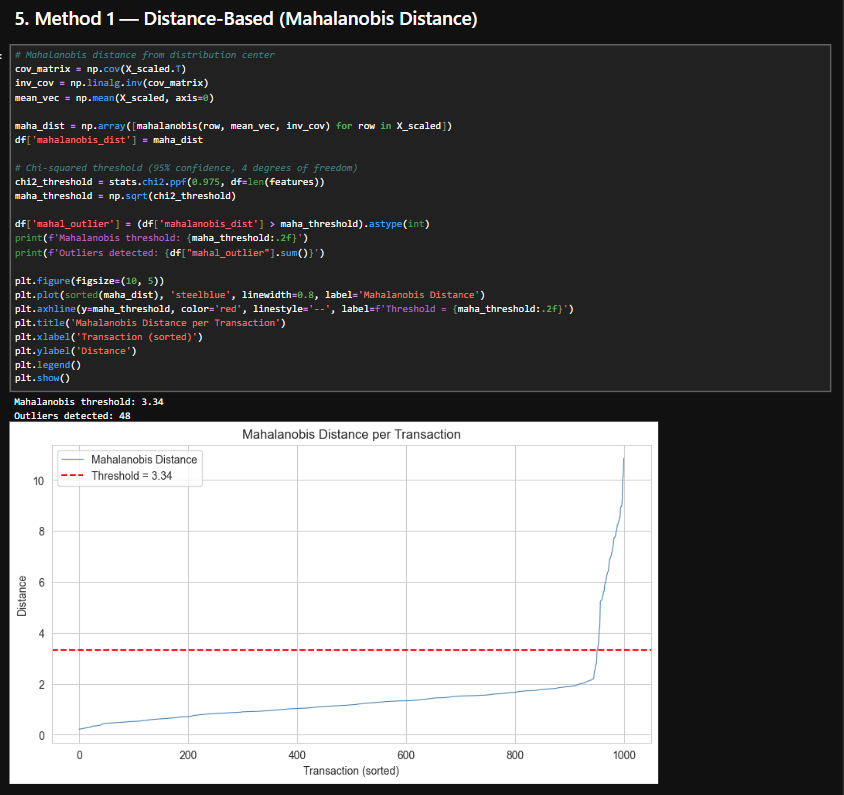 5. Method 1 — Distance-Based (Mahalanobis Distance)
# Mahalanobis distance from distribution center
cov_matrix = np.cov(X_scaled.T)
inv_cov = np.linalg.inv(cov_matrix)
mean_vec = np.mean(X_scaled, axis=0)
maha_dist = np.array([mahalanobis(row, mean_vec, inv_cov) for row in X_scaled])
df['mahalanobis_dist'] = maha_dist
# Chi-squared threshold (95% confidence, 4 degrees of freedom)
chi2_threshold = stats.chi2.ppf(0.975, df=len(features))
maha_threshold = np.sqrt(chi2_threshold)
df['mahal_outlier'] = (df['mahalanobis_dist'] > maha_threshold).astype(int)
print(f'Mahalanobis threshold: {maha_threshold:.2f}')
print(f'Outliers detected: {df["mahal_outlier"].sum()}')
plt.figure(figsize=(10, 5))
plt.plot(sorted(maha_dist), 'steelblue', linewidth=0.8, label='Mahalanobis Distance')
plt.axhline(y=maha_threshold, color='red', linestyle='--', label=f'Threshold = {maha_threshold:.2f}')
plt.title('Mahalanobis Distance per Transaction')
plt.xlabel('Transaction (sorted)')
plt.ylabel('Distance')
plt.legend()
plt.show()
Mahalanobis threshold: 3.34
Outliers detected: 48
Mahalanobis Distance per Transaction
Mahalanobis Distance
Threshold = 3.34
10
8
6
4
2
0
Distance
0 200 400 600 800 1000
Transaction (sorted)